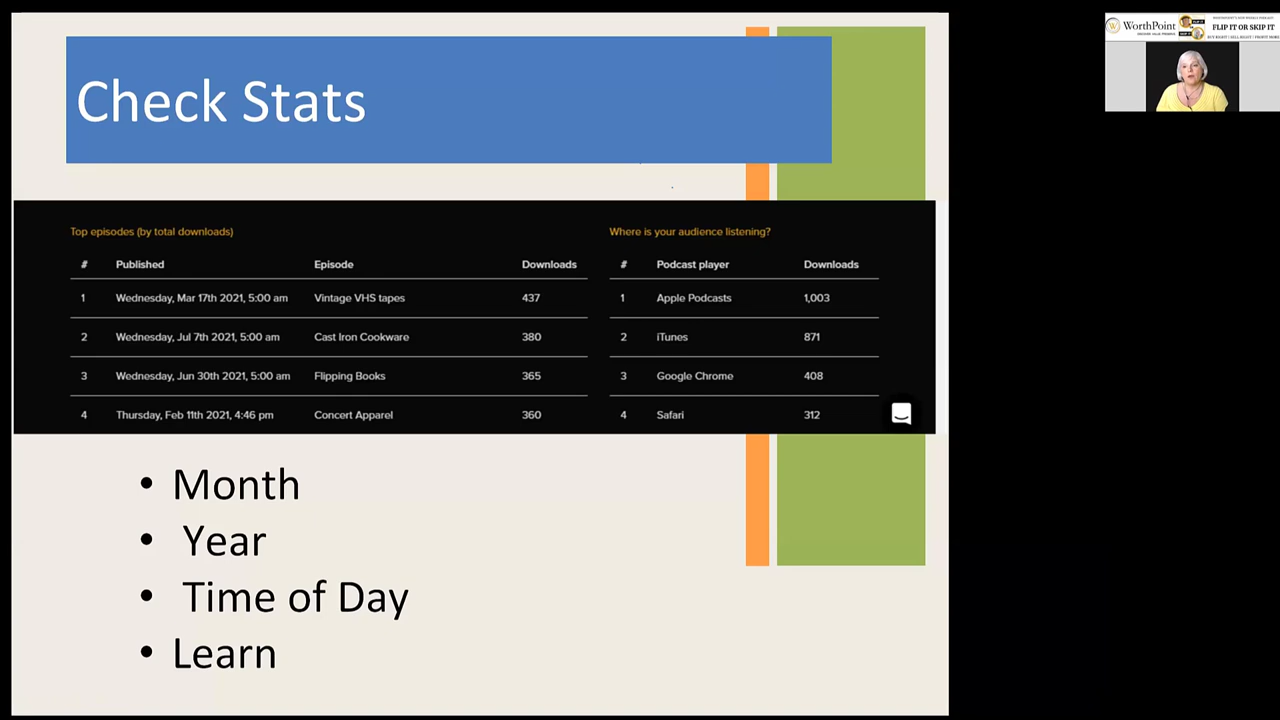 Check Stats
Top episodes (by total downloads)
# Published Episode Downloads
1 Wednesday, Mar 17th 2021, 5:00 am Vintage VHS tapes 437
2 Wednesday, Jul 7th 2021, 5:00 am Cast Iron Cookware 380
3 Wednesday, Jun 30th 2021, 5:00 am Flipping Books 365
4 Thursday, Feb 11th 2021, 4:46 pm Concert Apparel 360
Where is your audience listening?
# Podcast player Downloads
1 Apple Podcasts 1,003
2 iTunes 871
3 Google Chrome 408
4 Safari 312
• Month
• Year
• Time of Day
• Learn
WorthPoint
FLIP IT OR SKIP IT